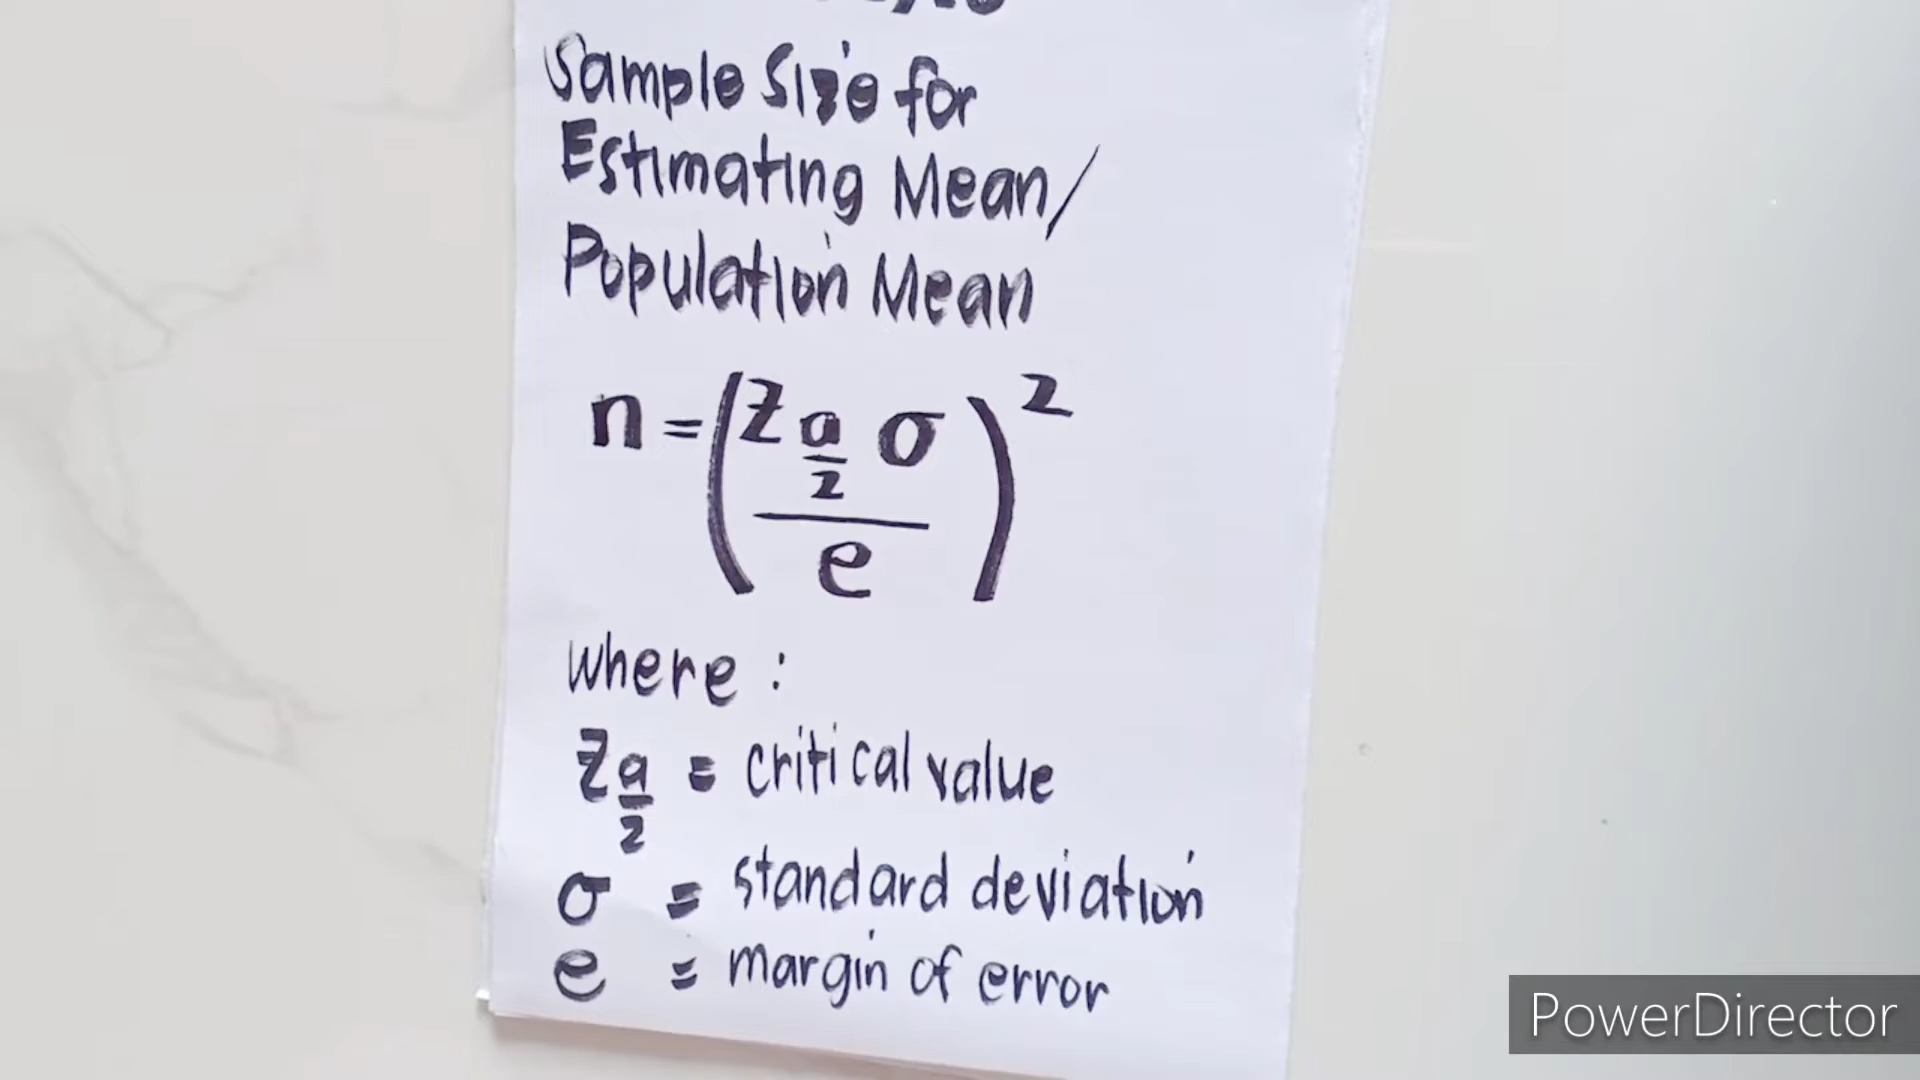 Sample Size for
Estimating Mean/
Population Mean
n = (Z a/2 σ / e)²
where :
Z a/2 = critical value
σ = standard deviation
e = margin of error
PowerDirector